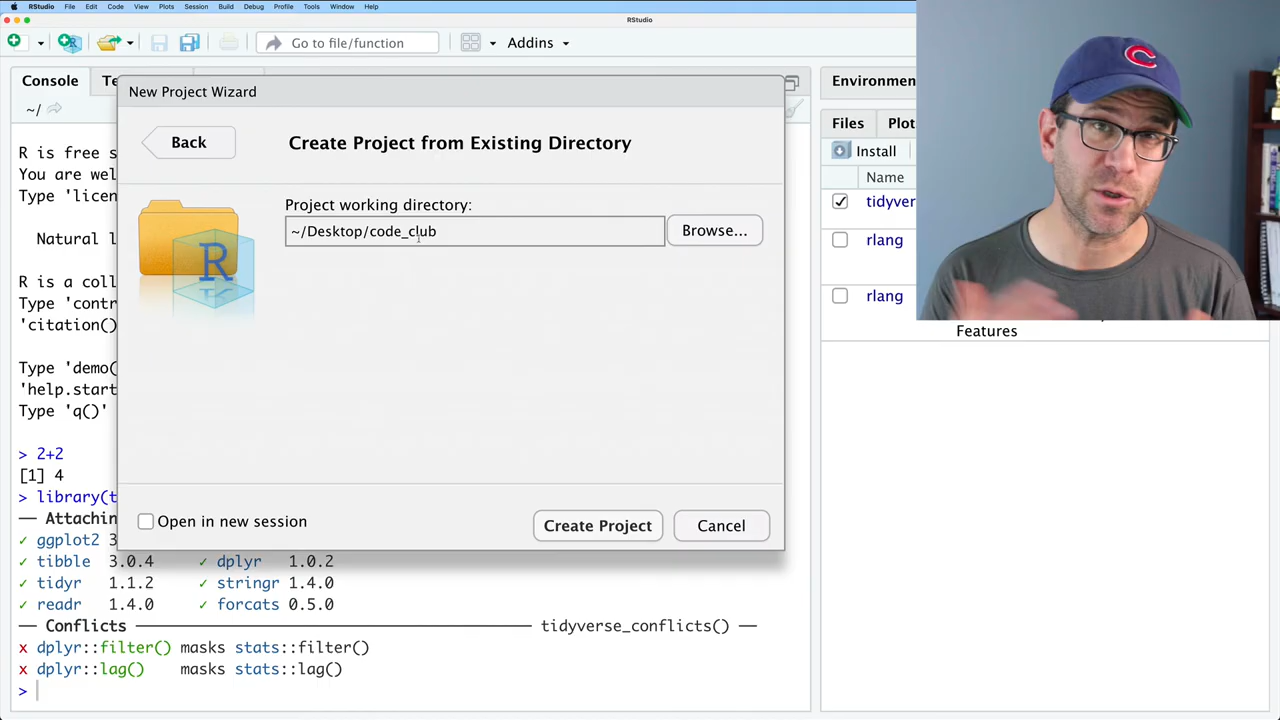 RStudio File Edit Code View Plots Session Build Debug Profile Tools Window Help
RStudio
Go to file/function Addins
Console Te
Environmen
~/
New Project Wizard
Files Plot
Back Create Project from Existing Directory
Install
R is free s
You are wel
Type 'licen
Name
Project working directory:
tidyver
~/Desktop/code_club Browse...
Natural l
rlang
R
R is a coll
Type 'contr
'citation()
rlang
Features
Type 'demo(
'help.start
Type 'q()'
> 2+2
[1] 4
> library(t
Open in new session Create Project Cancel
— Attachin
✓ ggplot2 3
✓ tibble 3.0.4 ✓ dplyr 1.0.2
✓ tidyr 1.1.2 ✓ stringr 1.4.0
✓ readr 1.4.0 ✓ forcats 0.5.0
— Conflicts ——— tidyverse_conflicts() —
x dplyr::filter() masks stats::filter()
x dplyr::lag() masks stats::lag()
>
C